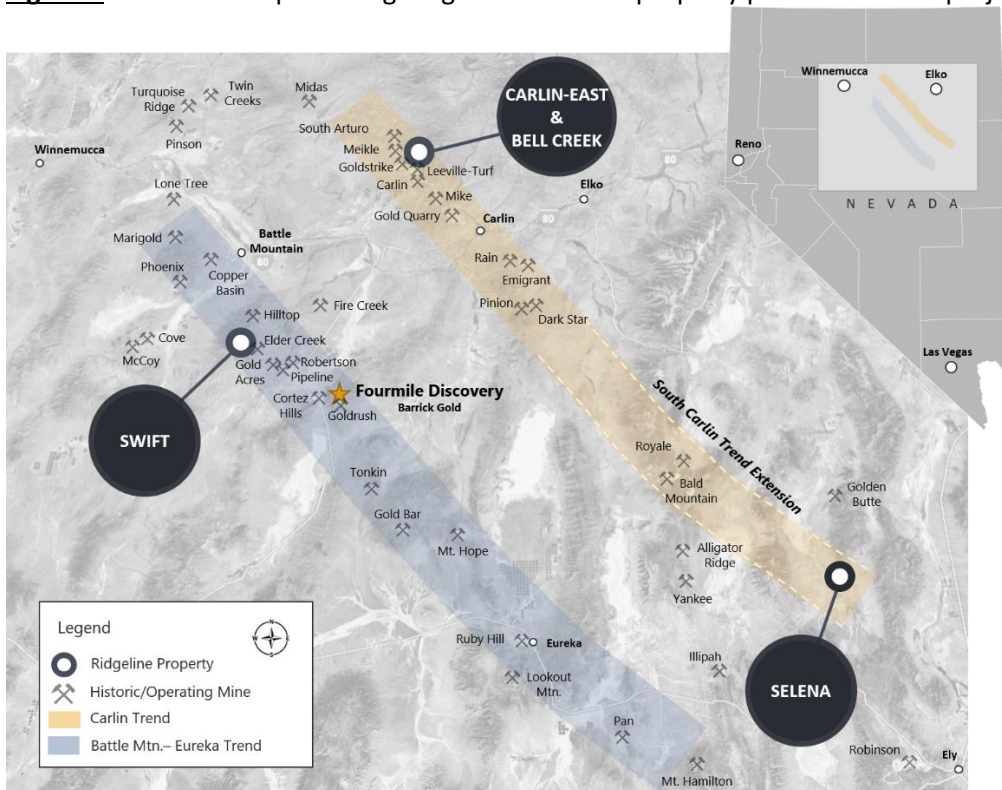 Winnemucca
Elko
Reno
NEVADA
Las Vegas
CARLIN-EAST
&
BELL CREEK
Turquoise
Ridge
Twin
Creeks
Midas
Pinson
Winnemucca
South Arturo
Meikle
Goldstrike
Leeville-Turf
Carlin
Mike
Gold Quarry
Carlin
Elko
80
80
Lone Tree
Marigold
Battle
Mountain
80
Phoenix
Copper
Basin
Rain
Emigrant
Pinion
Dark Star
Hilltop
Fire Creek
Cove
McCoy
Elder Creek
Gold
Acres
Robertson
Pipeline
Cortez
Hills
Fourmile Discovery
Barrick Gold
Goldrush
SWIFT
South Carlin Trend Extension
Tonkin
Gold Bar
Mt. Hope
Royale
Bald
Mountain
Golden
Butte
Alligator
Ridge
Yankee
Ruby Hill
Eureka
Lookout
Mtn.
Illipah
SELENA
Pan
Mt. Hamilton
Robinson
Ely
Legend
N
E
S
W
Ridgeline Property
Historic/Operating Mine
Carlin Trend
Battle Mtn.– Eureka Trend